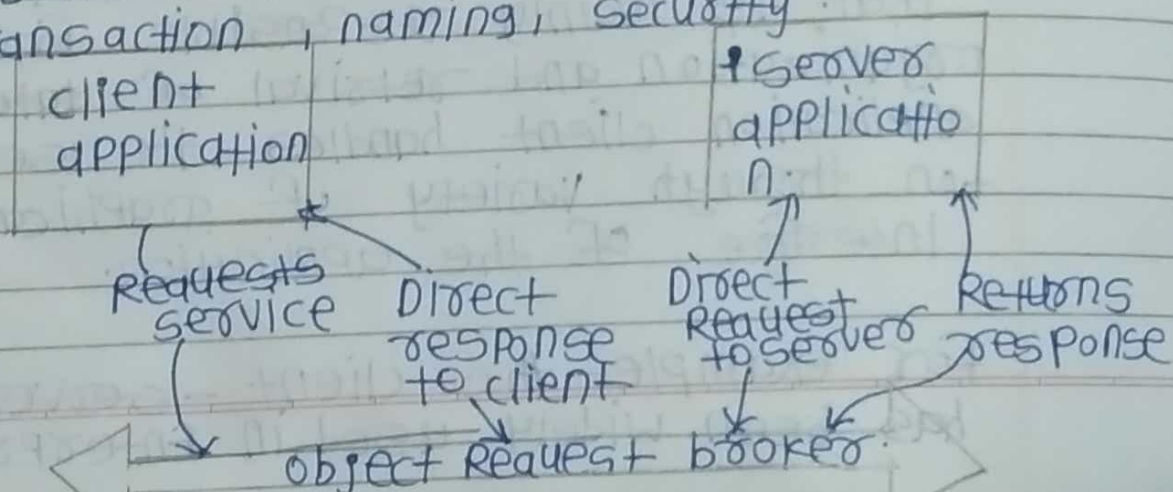 ansaction, naming, security
client
application
server
applicatio
n.
Requests
service
Direct
response
to client
Direct
Request
to server
Returns
response
object Request broker.